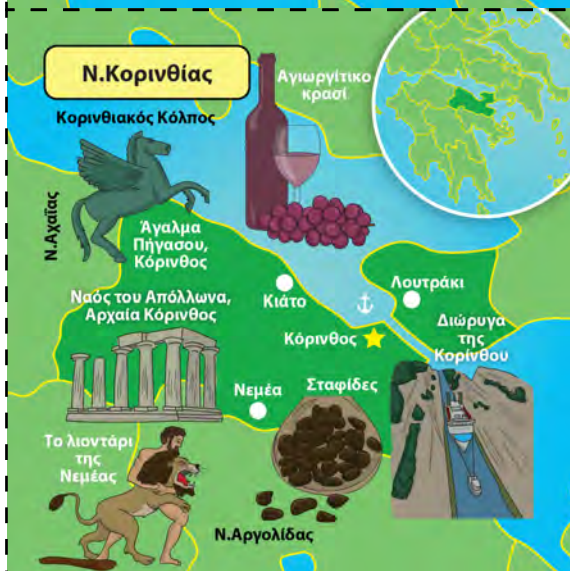 Ν.Κορινθίας
Αγιωργίτικο
κρασί
Κορινθιακός Κόλπος
Ν.Αχαΐας
Άγαλμα
Πήγασου,
Κόρινθος
Ναός του Απόλλωνα,
Αρχαία Κόρινθος
Κιάτο
Λουτράκι
Κόρινθος
Διώρυγα
της
Κορίνθου
Νεμέα
Σταφίδες
Το λιοντάρι
της
Νεμέας
Ν.Αργολίδας